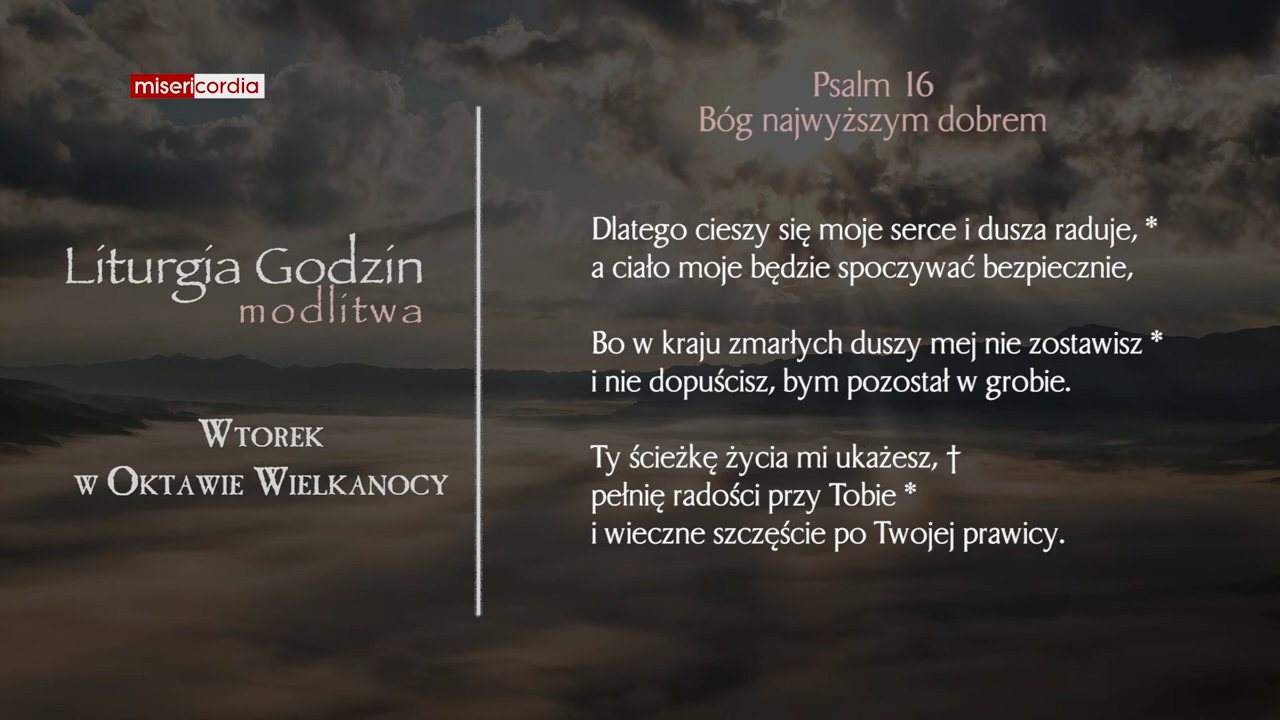 misericordia
Liturgia Godzin
modlitwa
Wtorek
w Oktawie Wielkanocy
Psalm 16
Bóg najwyższym dobrem
Dlatego cieszy się moje serce i dusza raduje, *
a ciało moje będzie spoczywać bezpiecznie,
Bo w kraju zmarłych duszy mej nie zostawisz *
i nie dopuścisz, bym pozostał w grobie.
Ty ścieżkę życia mi ukażesz, †
pełnię radości przy Tobie *
i wieczne szczęście po Twojej prawicy.